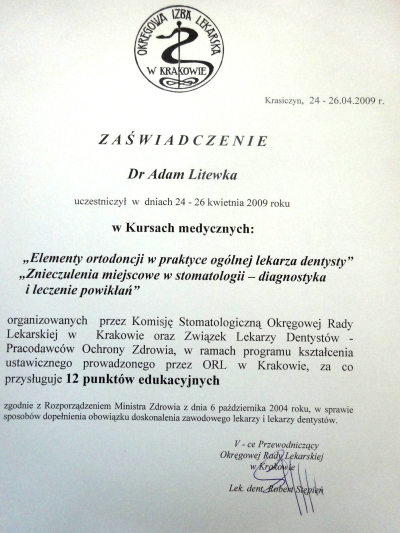 OKRĘGOWA IZBA LEKARSKA
W KRAKOWIE
Krasiczyn, 24 - 26.04.2009 r.
ZAŚWIADCZENIE
Dr Adam Litewka
uczestniczył w dniach 24 - 26 kwietnia 2009 roku
w Kursach medycznych:
„Elementy ortodoncji w praktyce ogólnej lekarza dentysty”
„Znieczulenia miejscowe w stomatologii – diagnostyka
i leczenie powikłań”
organizowanych przez Komisję Stomatologiczną Okręgowej Rady
Lekarskiej w Krakowie oraz Związek Lekarzy Dentystów -
Pracodawców Ochrony Zdrowia, w ramach programu kształcenia
ustawicznego prowadzonego przez ORL w Krakowie, za co
przysługuje 12 punktów edukacyjnych
zgodnie z Rozporządzeniem Ministra Zdrowia z dnia 6 października 2004 roku, w sprawie
sposobów dopełnienia obowiązku doskonalenia zawodowego lekarzy i lekarzy dentystów.
V - ce Przewodniczący
Okręgowej Rady Lekarskiej
w Krakowie
Lek. dent. Robert Stępień